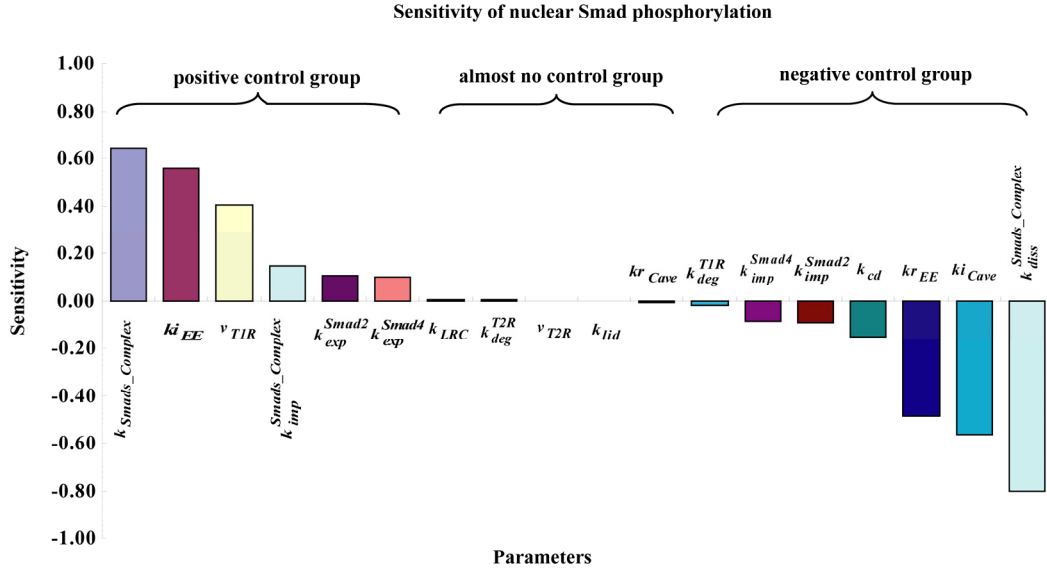 Sensitivity of nuclear Smad phosphorylation
1.00
0.80
0.60
0.40
0.20
0.00
-0.20
-0.40
-0.60
-0.80
-1.00
Sensitivity
positive control group
almost no control group
negative control group
k Smads_Complex
ki EE
v T1R
k Smads_Complex imp
k Smad2 exp
k Smad4 exp
k LRC
k T2R deg
v T2R
k lid
kr Cave
k T1R deg
k Smad4 imp
k Smad2 imp
k cd
kr EE
ki Cave
k Smads_Complex diss
Parameters